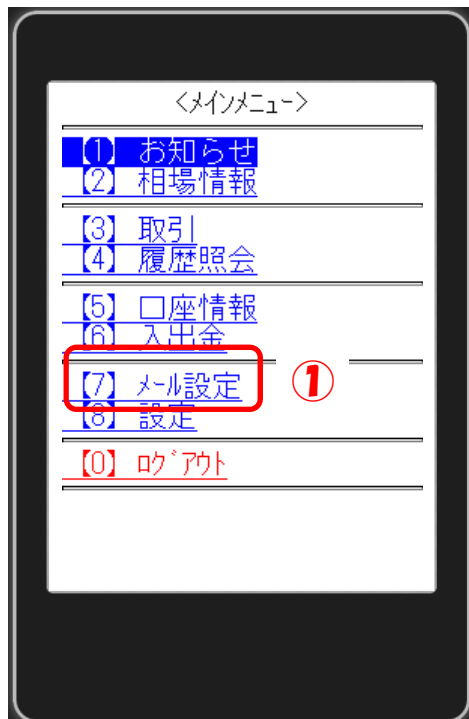 <ﾒｲﾝﾒﾆｭｰ>
【1】 お知らせ
【2】 相場情報
【3】 取引
【4】 履歴照会
【5】 口座情報
【6】 入出金
【7】 ﾒｰﾙ設定
①
【8】 設定
【0】 ﾛｸﾞｱｳﾄ